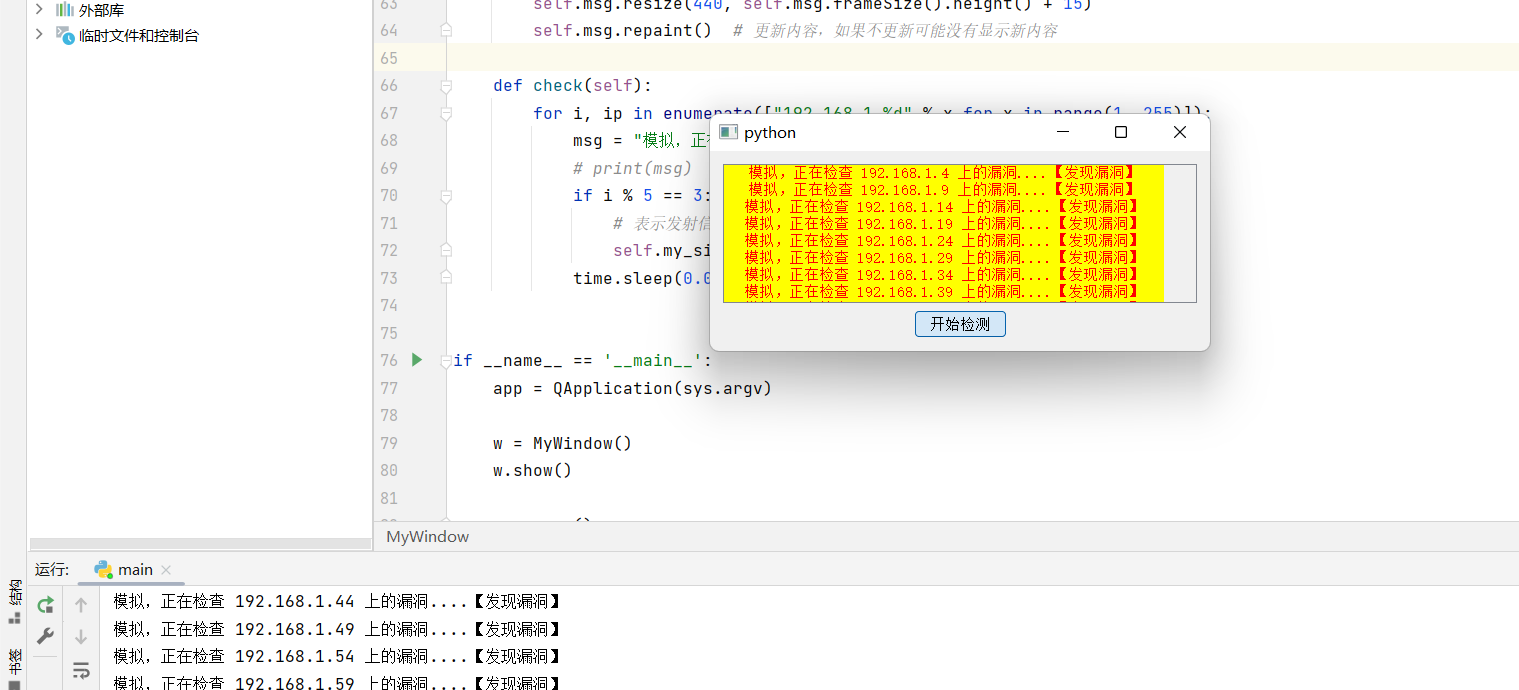 外部库
临时文件和控制台
63 self.msg.resize(440, self.msg.frameSize().height() + 15)
64 self.msg.repaint()  # 更新内容，如果不更新可能没有显示新内容
65
66 def check(self):
67 for i, ip in enumerate(["192.168.1.%d" % x for x in range(1, 255)]):
68 msg = "模拟，正在
69 # print(msg)
70 if i % 5 == 3:
71 # 表示发射信
72 self.my_si
73 time.sleep(0.0
74
75
76 if __name__ == '__main__':
77 app = QApplication(sys.argv)
78
79 w = MyWindow()
80 w.show()
81
python
模拟，正在检查 192.168.1.4 上的漏洞....【发现漏洞】
模拟，正在检查 192.168.1.9 上的漏洞....【发现漏洞】
模拟，正在检查 192.168.1.14 上的漏洞....【发现漏洞】
模拟，正在检查 192.168.1.19 上的漏洞....【发现漏洞】
模拟，正在检查 192.168.1.24 上的漏洞....【发现漏洞】
模拟，正在检查 192.168.1.29 上的漏洞....【发现漏洞】
模拟，正在检查 192.168.1.34 上的漏洞....【发现漏洞】
模拟，正在检查 192.168.1.39 上的漏洞....【发现漏洞】
开始检测
MyWindow
运行: main
结构
书签
模拟，正在检查 192.168.1.44 上的漏洞....【发现漏洞】
模拟，正在检查 192.168.1.49 上的漏洞....【发现漏洞】
模拟，正在检查 192.168.1.54 上的漏洞....【发现漏洞】
模拟，正在检查 192.168.1.59 上的漏洞....【发现漏洞】